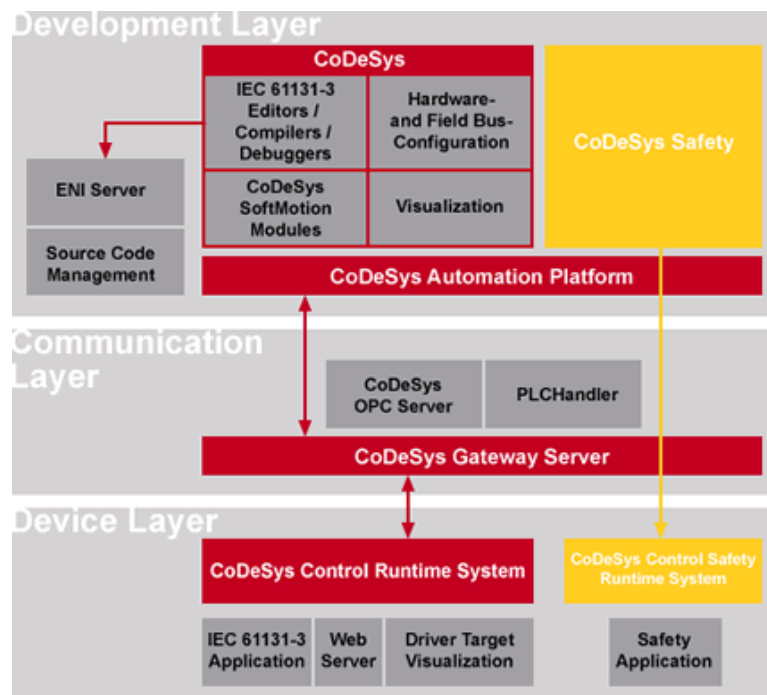 Development Layer
CoDeSys
IEC 61131-3
Editors /
Compilers /
Debuggers
Hardware-
and Field Bus-
Configuration
CoDeSys Safety
ENI Server
CoDeSys
SoftMotion
Modules
Visualization
Source Code
Management
CoDeSys Automation Platform
Communication
Layer
CoDeSys
OPC Server
PLCHandler
CoDeSys Gateway Server
Device Layer
CoDeSys Control Runtime System
CoDeSys Control Safety
Runtime System
IEC 61131-3
Application
Web
Server
Driver Target
Visualization
Safety
Application